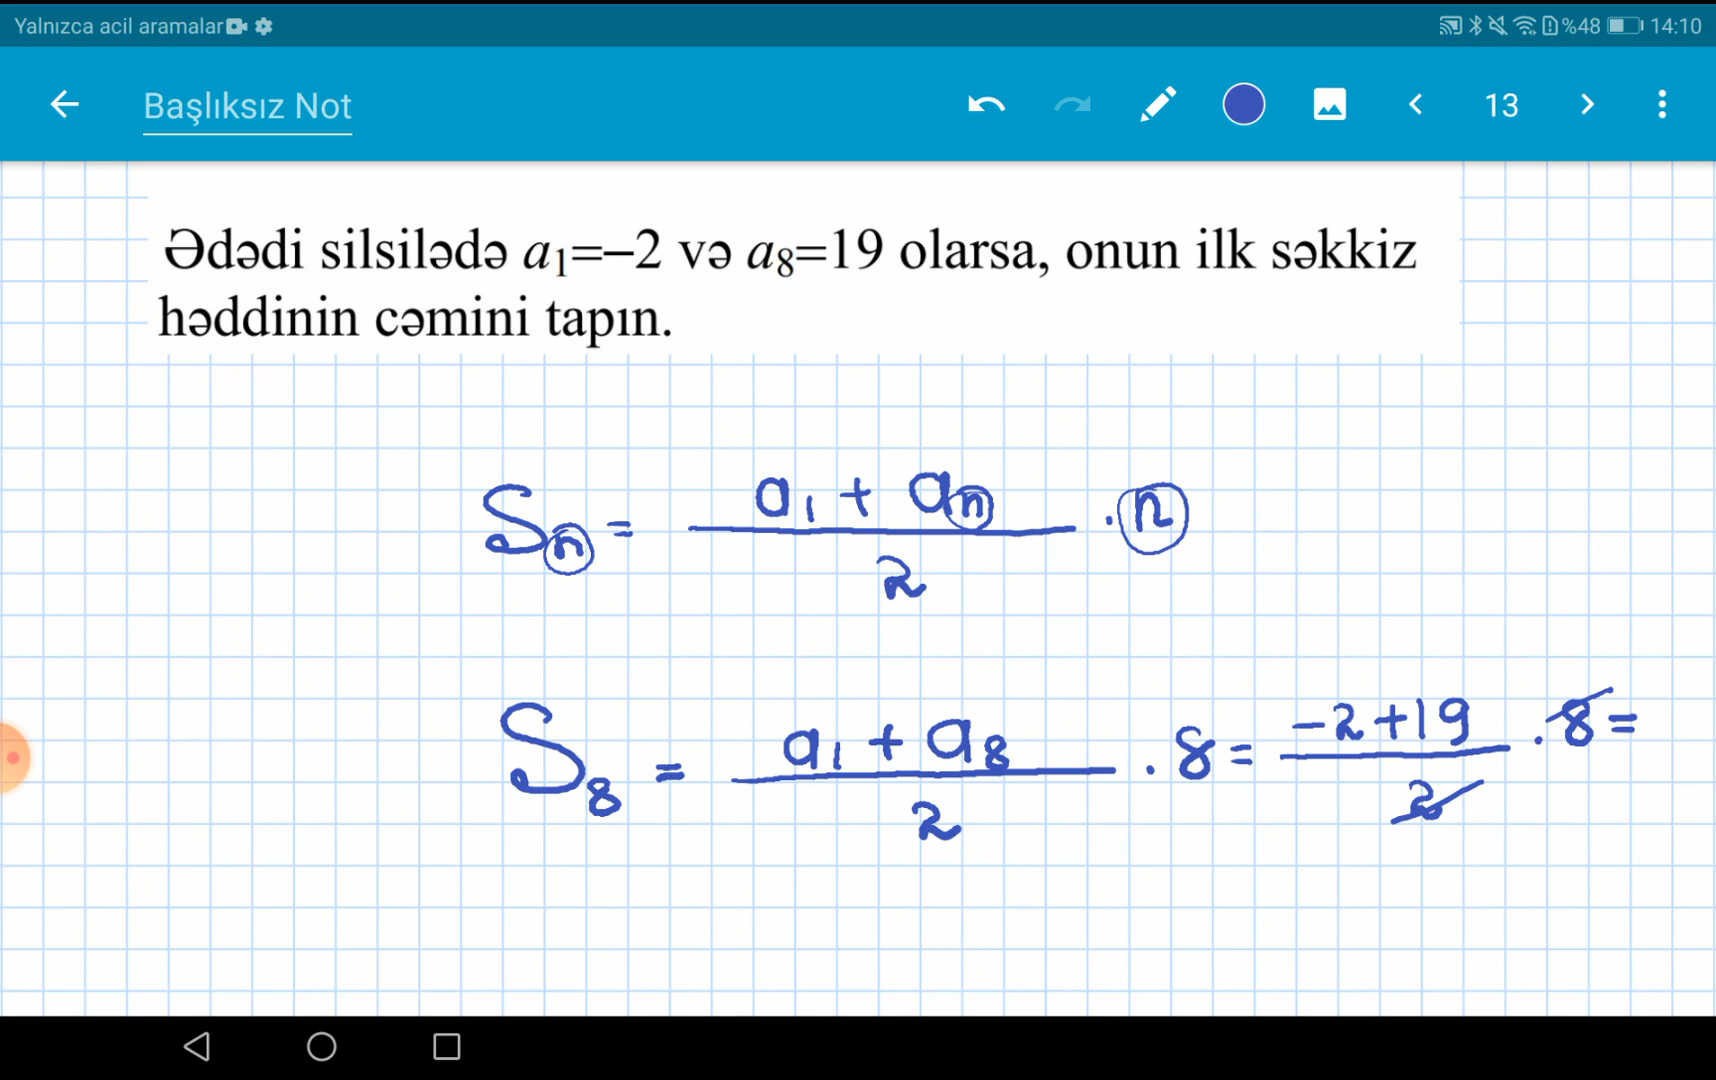 Yalnızca acil aramalar %48 14:10
Başlıksız Not 13
Ədədi silsilədə a₁=–2 və a₈=19 olarsa, onun ilk səkkiz
həddinin cəmini tapın.
Sₙ = (a₁ + aₙ)/2 · n
S₈ = (a₁ + a₈)/2 · 8 = (-2+19)/2 · 8 =